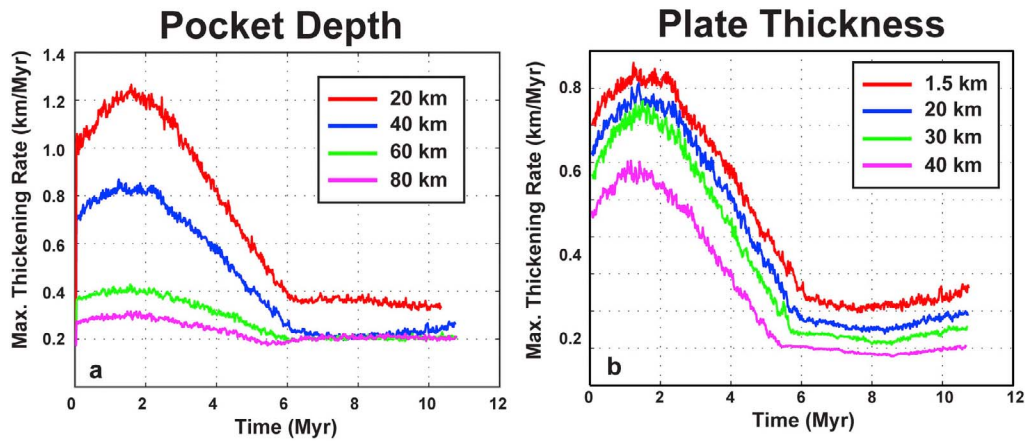 Pocket Depth
Max. Thickening Rate (km/Myr)
1.4
1.2
1.0
0.8
0.6
0.4
0.2
20 km
40 km
60 km
80 km
a
0 2 4 6 8 10 12
Time (Myr)
Plate Thickness
Max. Thickening Rate (km/Myr)
0.8
0.6
0.4
0.2
1.5 km
20 km
30 km
40 km
b
0 2 4 6 8 10 12
Time (Myr)